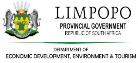 LIMPOPO
PROVINCIAL GOVERNMENT
REPUBLIC OF SOUTH AFRICA
DEPARTMENT OF
ECONOMIC DEVELOPMENT, ENVIRONMENT & TOURISM